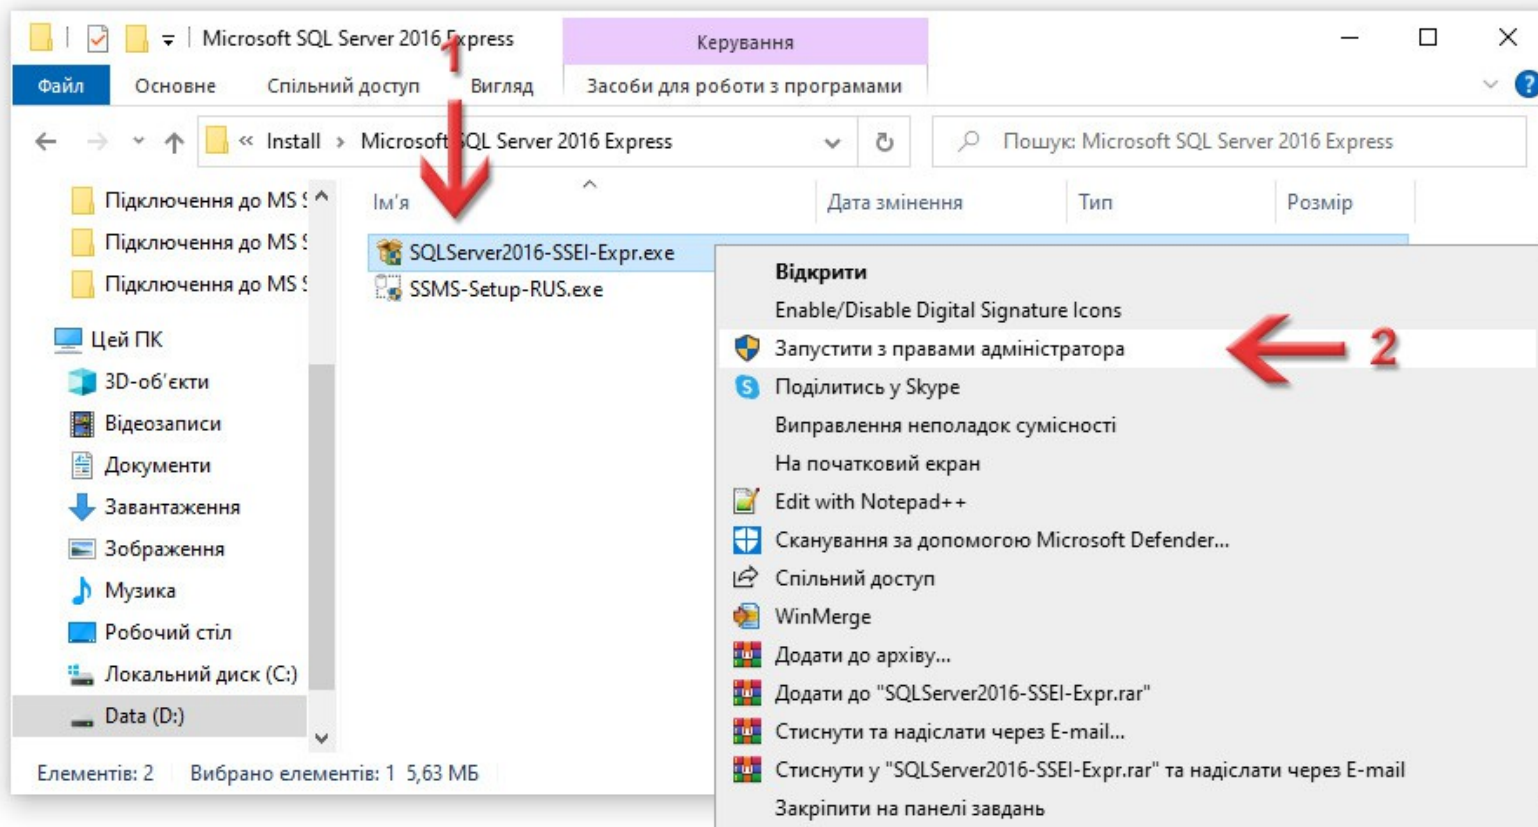 Microsoft SQL Server 2016 Express
Керування
Файл Основне Спільний доступ Вигляд Засоби для роботи з програмами
1
« Install › Microsoft SQL Server 2016 Express
Пошук: Microsoft SQL Server 2016 Express
Підключення до MS S
Підключення до MS S
Підключення до MS S
Цей ПК
3D-об'єкти
Відеозаписи
Документи
Завантаження
Зображення
Музика
Робочий стіл
Локальний диск (C:)
Data (D:)
Ім'я Дата змінення Тип Розмір
SQLServer2016-SSEI-Expr.exe
SSMS-Setup-RUS.exe
Відкрити
Enable/Disable Digital Signature Icons
Запустити з правами адміністратора
2
Поділитись у Skype
Виправлення неполадок сумісності
На початковий екран
Edit with Notepad++
Сканування за допомогою Microsoft Defender...
Спільний доступ
WinMerge
Додати до архіву...
Додати до "SQLServer2016-SSEI-Expr.rar"
Стиснути та надіслати через E-mail...
Стиснути у "SQLServer2016-SSEI-Expr.rar" та надіслати через E-mail
Закріпити на панелі завдань
Елементів: 2 Вибрано елементів: 1 5,63 МБ